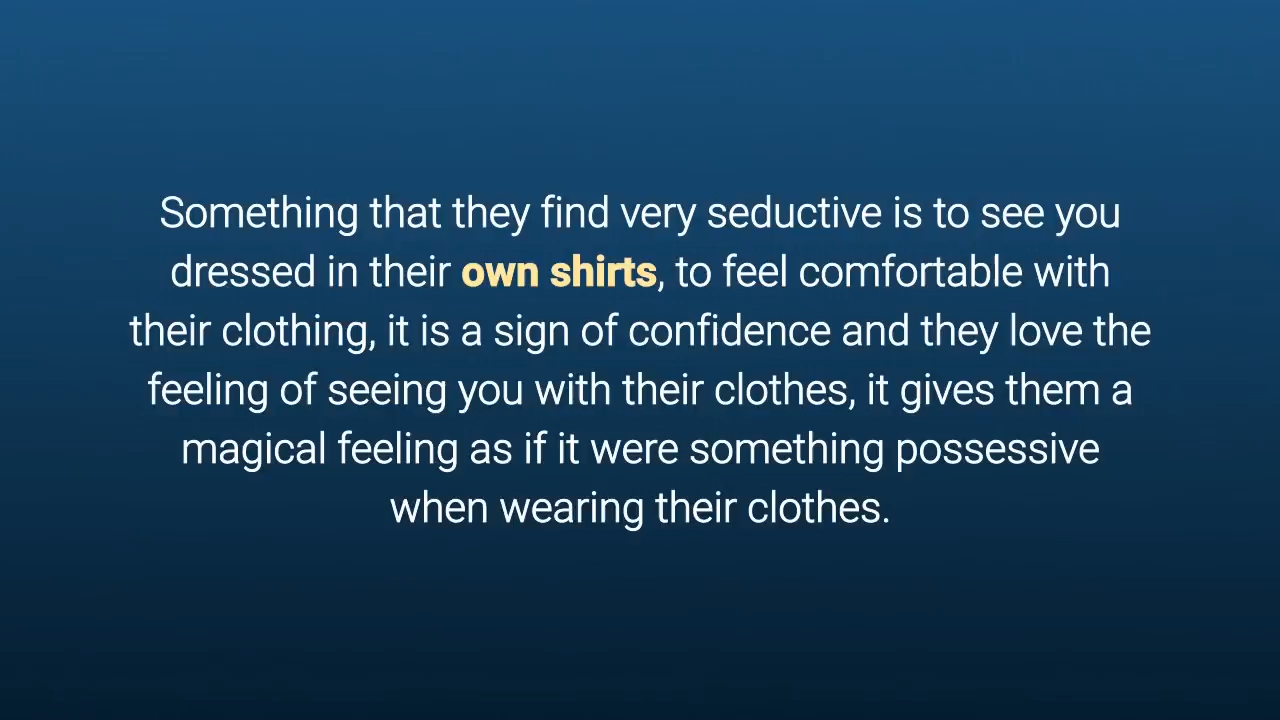 Something that they find very seductive is to see you
dressed in their own shirts, to feel comfortable with
their clothing, it is a sign of confidence and they love the
feeling of seeing you with their clothes, it gives them a
magical feeling as if it were something possessive
when wearing their clothes.